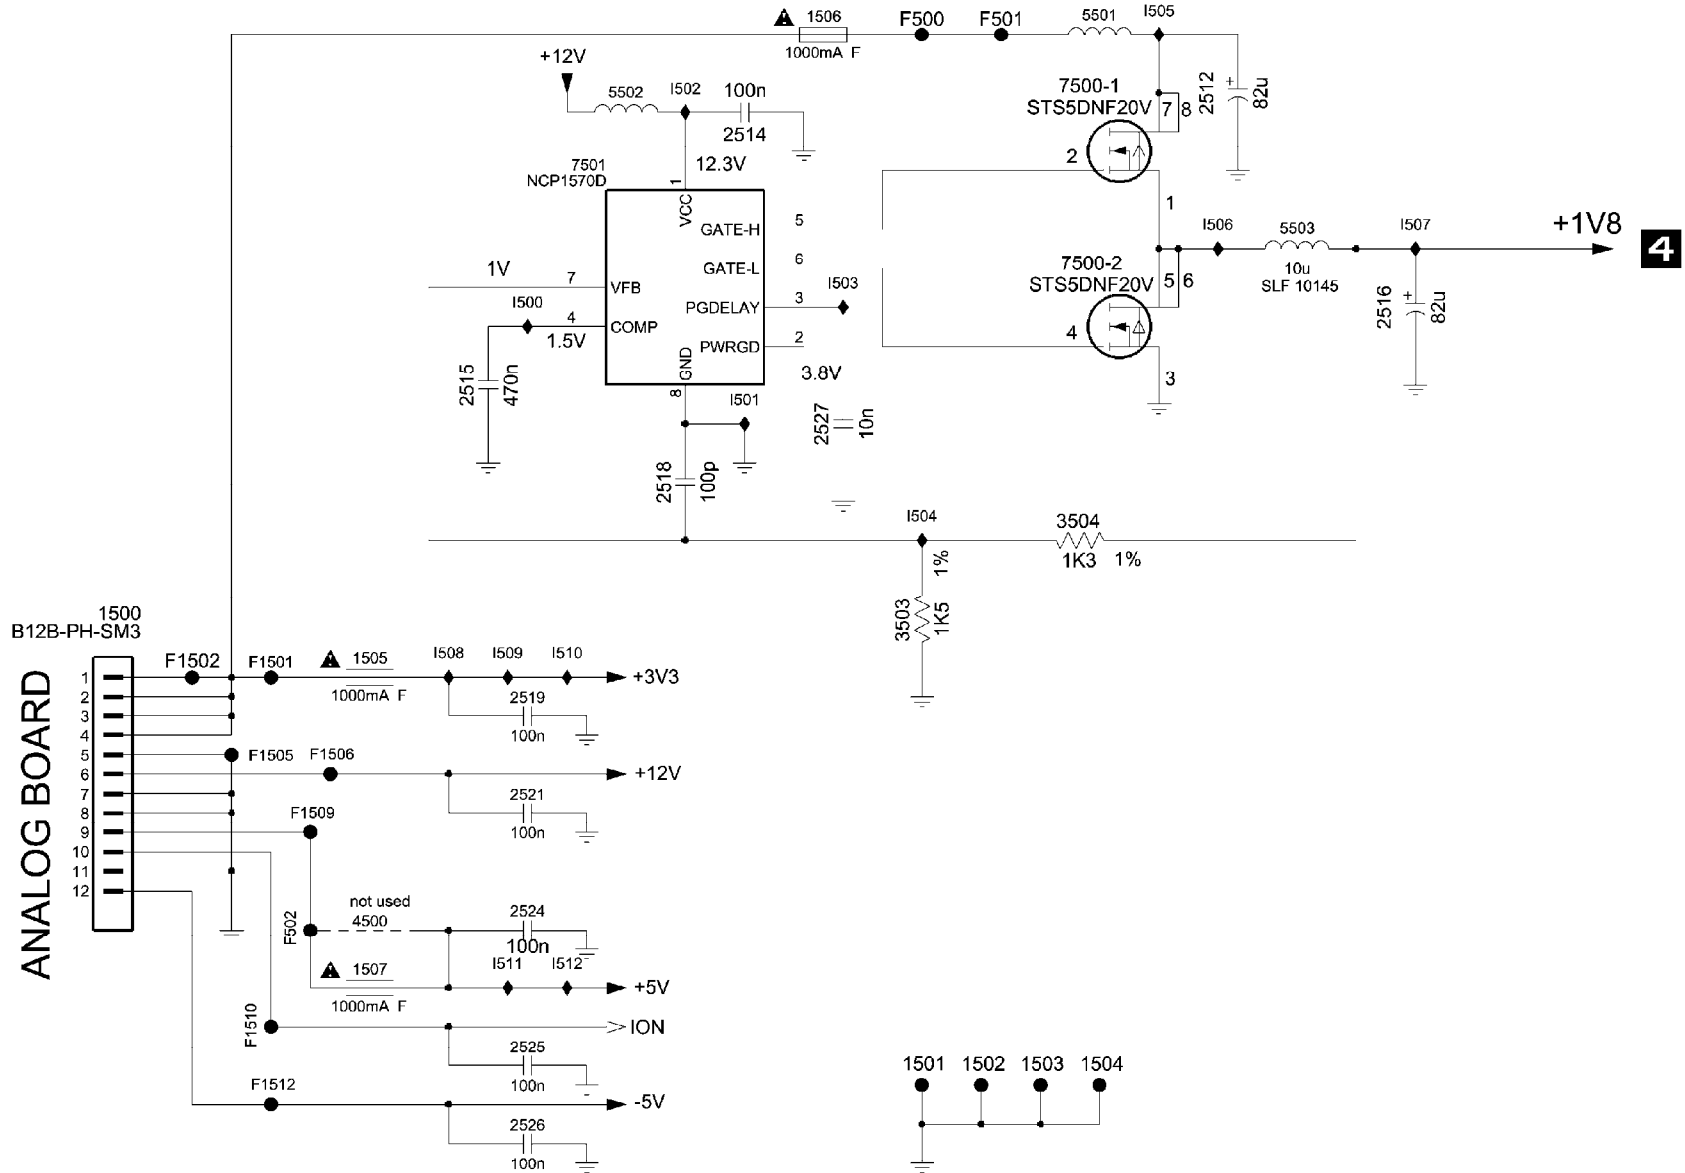 1506
1000mA F
F500
F501
5501
I505
+12V
5502
I502
100n
2514
7500-1
STS5DNF20V
7
8
2512
+
82u
2
1
12.3V
7501
NCP1570D
1
VCC
GATE-H
5
GATE-L
6
PGDELAY
3
I503
PWRGD
2
3.8V
1V
7
VFB
I500
4
COMP
1.5V
GND
8
I501
2515
470n
2518
100p
2527
10n
7500-2
STS5DNF20V
5
6
4
3
I506
5503
10u
SLF 10145
I507
+1V8
4
2516
+
82u
I504
1%
3504
1K3
1%
3503
1K5
1500
B12B-PH-SM3
ANALOG BOARD
1
2
3
4
5
6
7
8
9
10
11
12
F1502
F1501
1505
1000mA F
I508
I509
I510
+3V3
2519
100n
F1505
F1506
+12V
2521
100n
F1509
not used
4500
F502
2524
100n
1507
1000mA F
I511
I512
+5V
F1510
ION
2525
100n
F1512
-5V
2526
100n
1501
1502
1503
1504